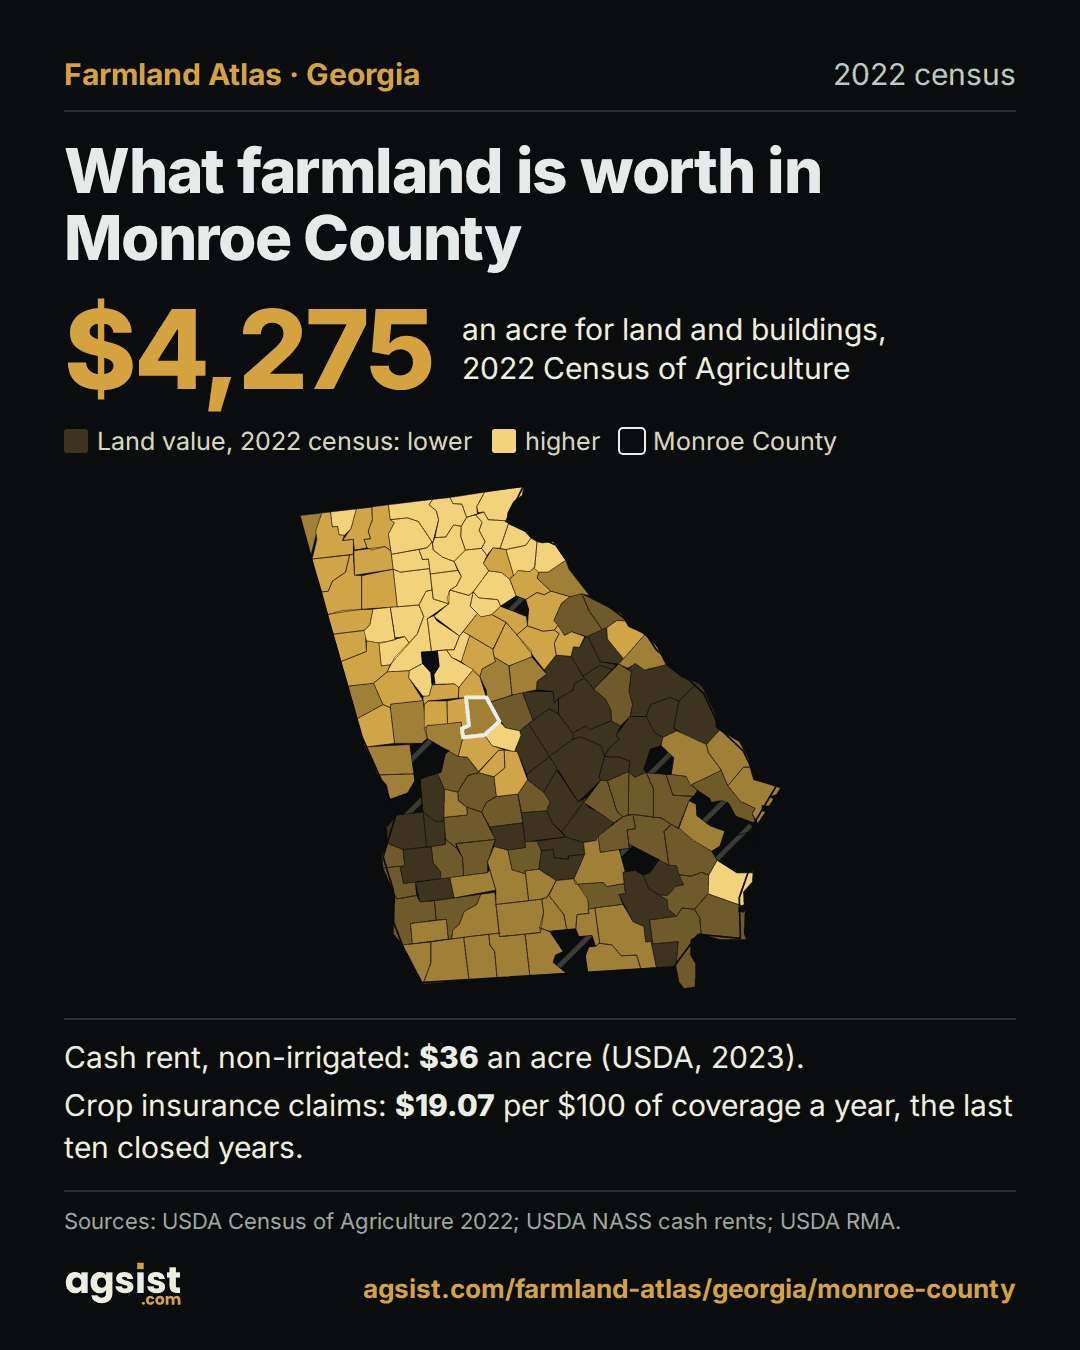 Farmland Atlas · Georgia
2022 census
What farmland is worth in
Monroe County
$4,275
an acre for land and buildings,
2022 Census of Agriculture
Land value, 2022 census: lower
higher
Monroe County
Cash rent, non-irrigated: $36 an acre (USDA, 2023).
Crop insurance claims: $19.07 per $100 of coverage a year, the last
ten closed years.
Sources: USDA Census of Agriculture 2022; USDA NASS cash rents; USDA RMA.
agsist
.com
agsist.com/farmland-atlas/georgia/monroe-county